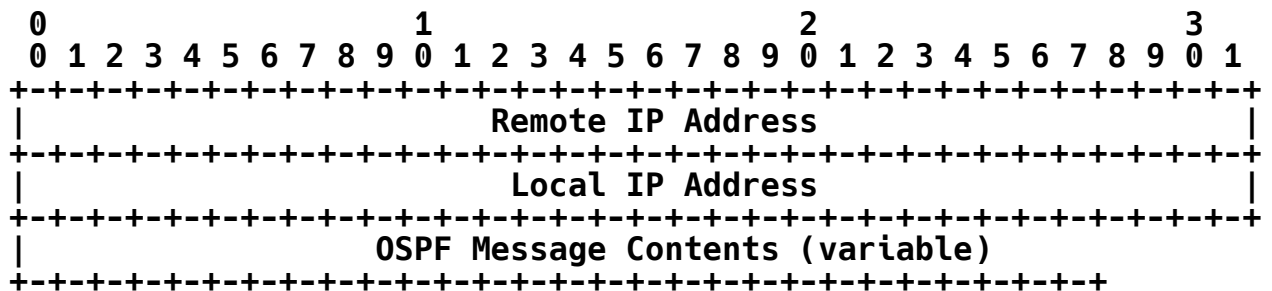 0                   1                   2                   3
 0 1 2 3 4 5 6 7 8 9 0 1 2 3 4 5 6 7 8 9 0 1 2 3 4 5 6 7 8 9 0 1
+-+-+-+-+-+-+-+-+-+-+-+-+-+-+-+-+-+-+-+-+-+-+-+-+-+-+-+-+-+-+-+-+
|                        Remote IP Address                      |
+-+-+-+-+-+-+-+-+-+-+-+-+-+-+-+-+-+-+-+-+-+-+-+-+-+-+-+-+-+-+-+-+
|                         Local IP Address                      |
+-+-+-+-+-+-+-+-+-+-+-+-+-+-+-+-+-+-+-+-+-+-+-+-+-+-+-+-+-+-+-+-+
|                  OSPF Message Contents (variable)
+-+-+-+-+-+-+-+-+-+-+-+-+-+-+-+-+-+-+-+-+-+-+-+-+-+-+-+-+